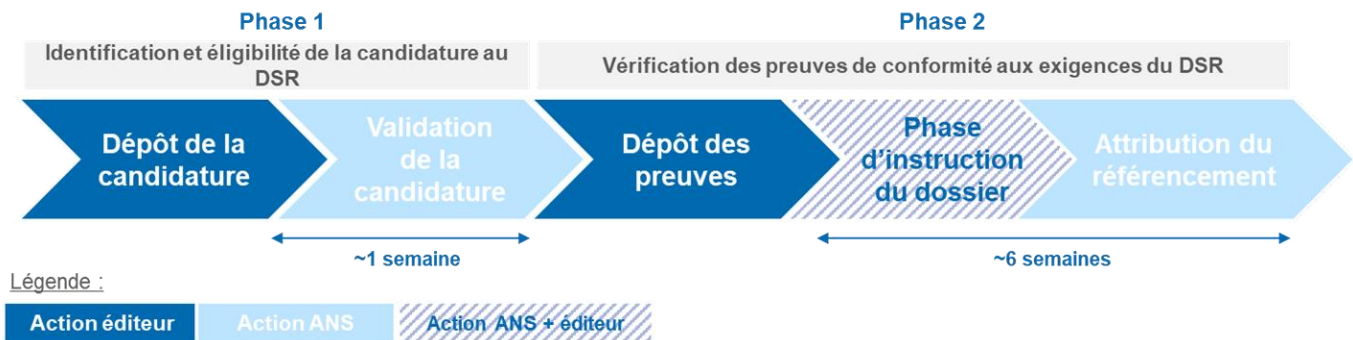 Phase 1
Phase 2
Identification et éligibilité de la candidature au
DSR
Vérification des preuves de conformité aux exigences du DSR
Dépôt de la
candidature
Validation
de la
candidature
Dépôt des
preuves
Phase
d'instruction
du dossier
Attribution du
référencement
~1 semaine
~6 semaines
Légende :
Action éditeur
Action ANS
Action ANS + éditeur